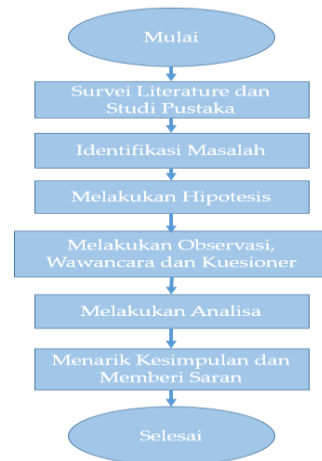 Mulai
Survei Literature dan
Studi Pustaka
Identifikasi Masalah
Melakukan Hipotesis
Melakukan Observasi,
Wawancara dan Kuesioner
Melakukan Analisa
Menarik Kesimpulan dan
Memberi Saran
Selesai